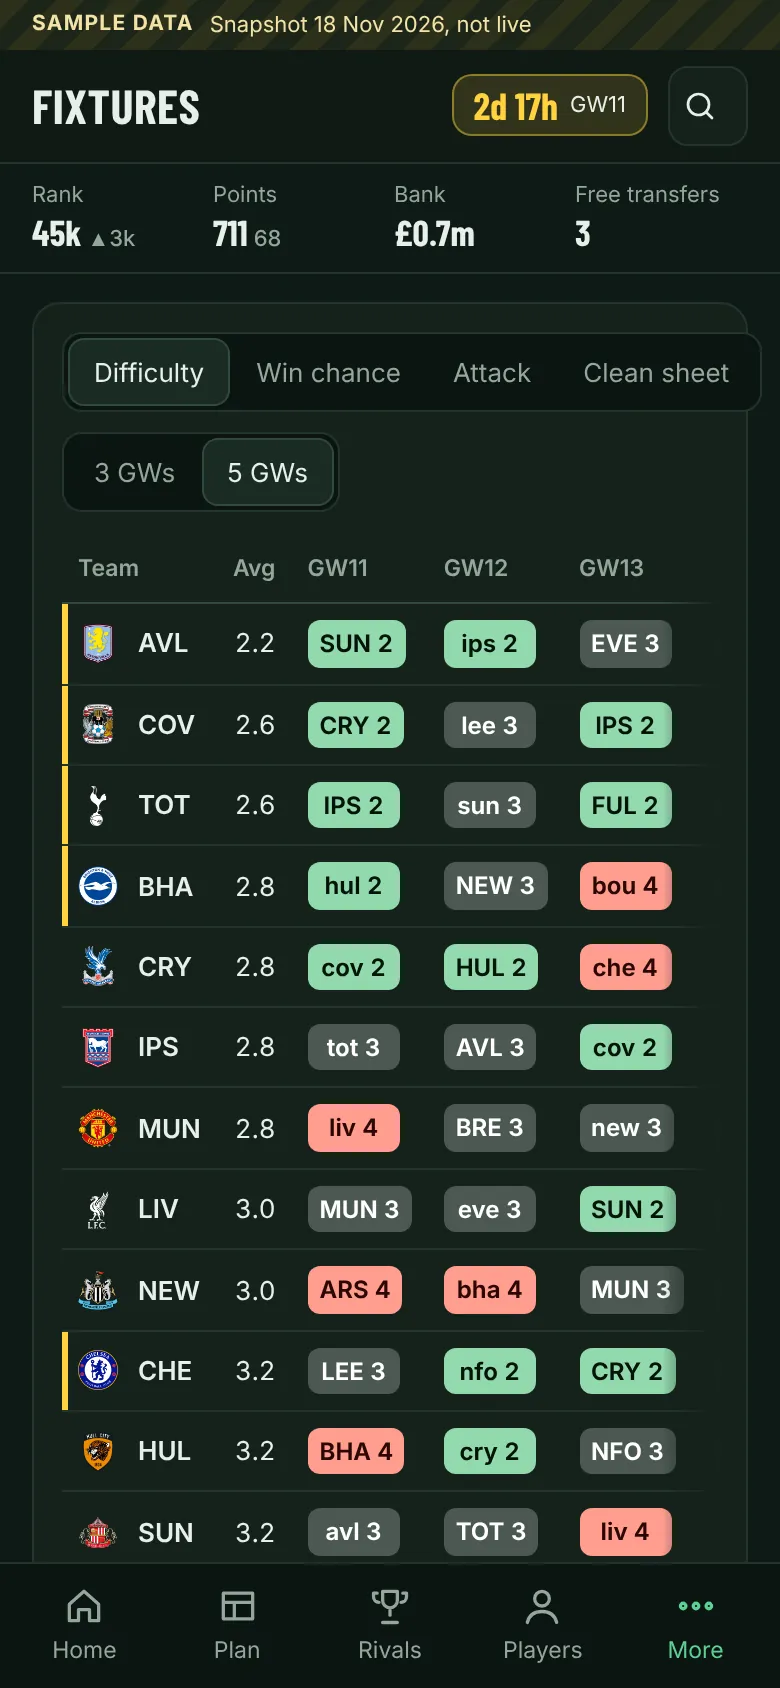 SAMPLE DATA Snapshot 18 Nov 2026, not live
FIXTURES 2d 17h GW11
Rank Points Bank Free transfers
45k ▲3k 711 68 £0.7m 3
Difficulty Win chance Attack Clean sheet
3 GWs 5 GWs
Team Avg GW11 GW12 GW13
AVL 2.2 SUN 2 ips 2 EVE 3
COV 2.6 CRY 2 lee 3 IPS 2
TOT 2.6 IPS 2 sun 3 FUL 2
BHA 2.8 hul 2 NEW 3 bou 4
CRY 2.8 cov 2 HUL 2 che 4
IPS 2.8 tot 3 AVL 3 cov 2
MUN 2.8 liv 4 BRE 3 new 3
LIV 3.0 MUN 3 eve 3 SUN 2
NEW 3.0 ARS 4 bha 4 MUN 3
CHE 3.2 LEE 3 nfo 2 CRY 2
HUL 3.2 BHA 4 cry 2 NFO 3
SUN 3.2 avl 3 TOT 3 liv 4
Home Plan Rivals Players More